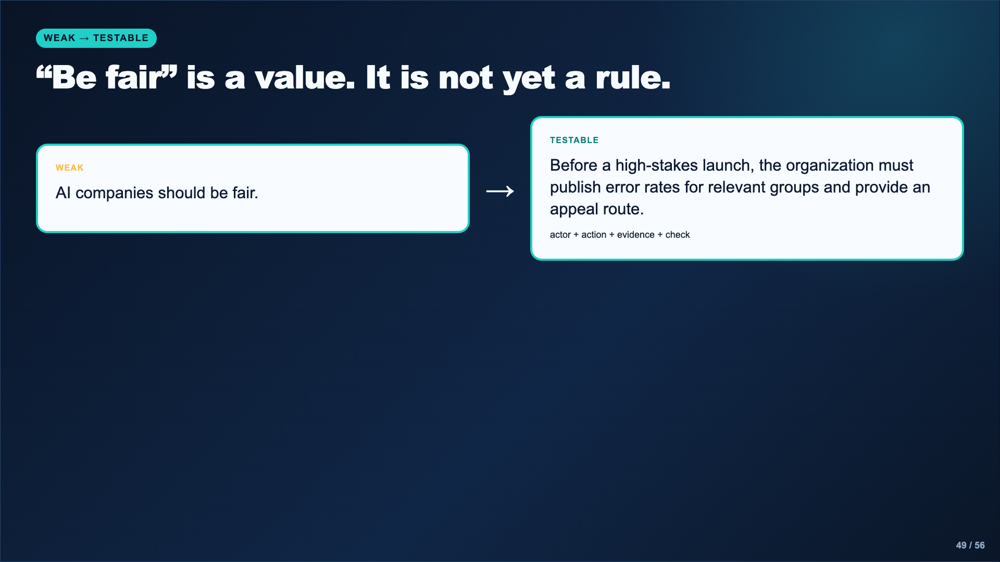 WEAK → TESTABLE
“Be fair” is a value. It is not yet a rule.
WEAK
AI companies should be fair.
→
TESTABLE
Before a high-stakes launch, the organization must
publish error rates for relevant groups and provide an
appeal route.
actor + action + evidence + check
49 / 56